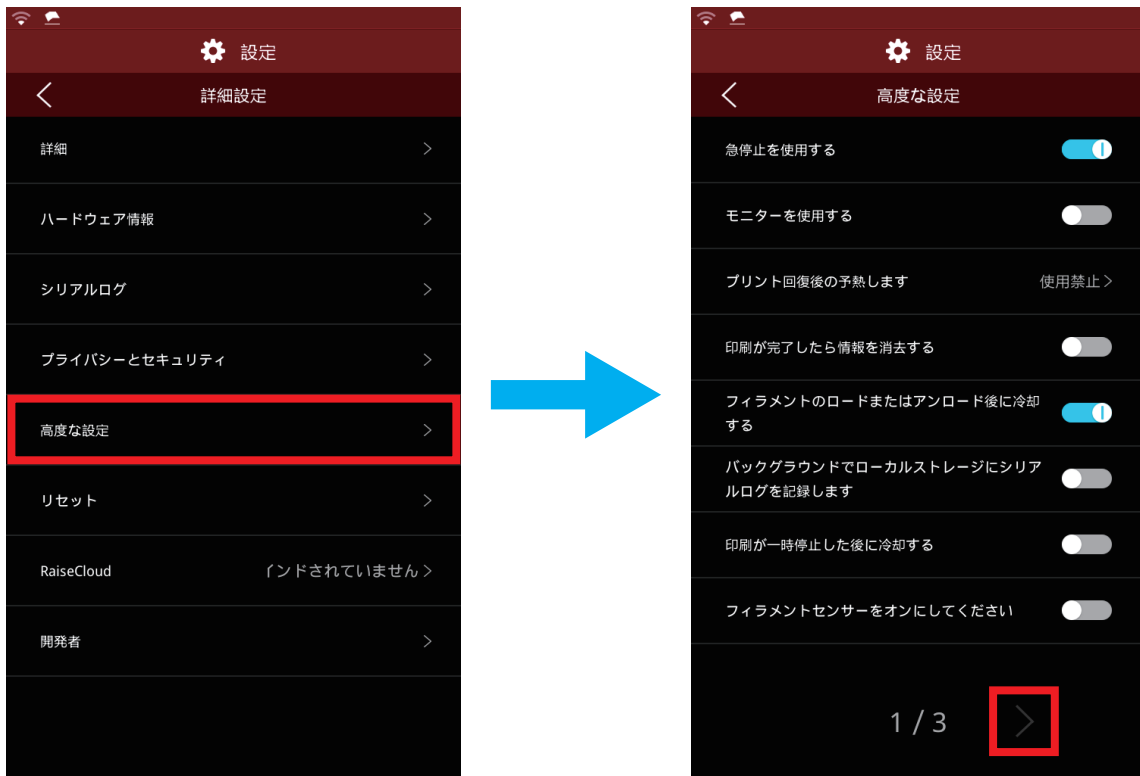 設定
詳細設定
詳細
ハードウェア情報
シリアルログ
プライバシーとセキュリティ
高度な設定
リセット
RaiseCloud
インドされていません
開発者
設定
高度な設定
急停止を使用する
モニターを使用する
プリント回復後の予熱します
使用禁止
印刷が完了したら情報を消去する
フィラメントのロードまたはアンロード後に冷却
する
バックグラウンドでローカルストレージにシリア
ルログを記録します
印刷が一時停止した後に冷却する
フィラメントセンサーをオンにしてください
1 / 3